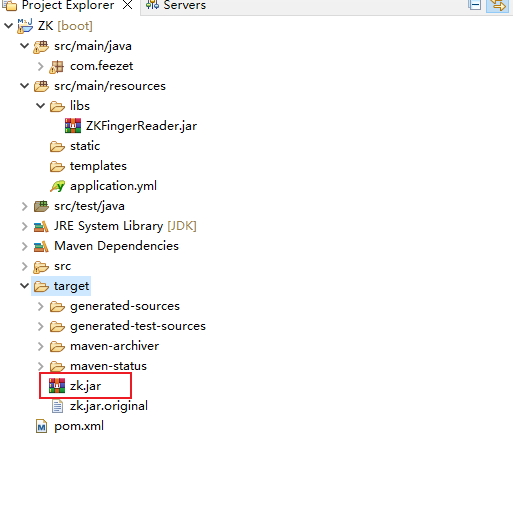 Project Explorer Servers
ZK [boot]
src/main/java
com.feezet
src/main/resources
libs
ZKFingerReader.jar
static
templates
application.yml
src/test/java
JRE System Library [JDK]
Maven Dependencies
src
target
generated-sources
generated-test-sources
maven-archiver
maven-status
zk.jar
zk.jar.original
pom.xml